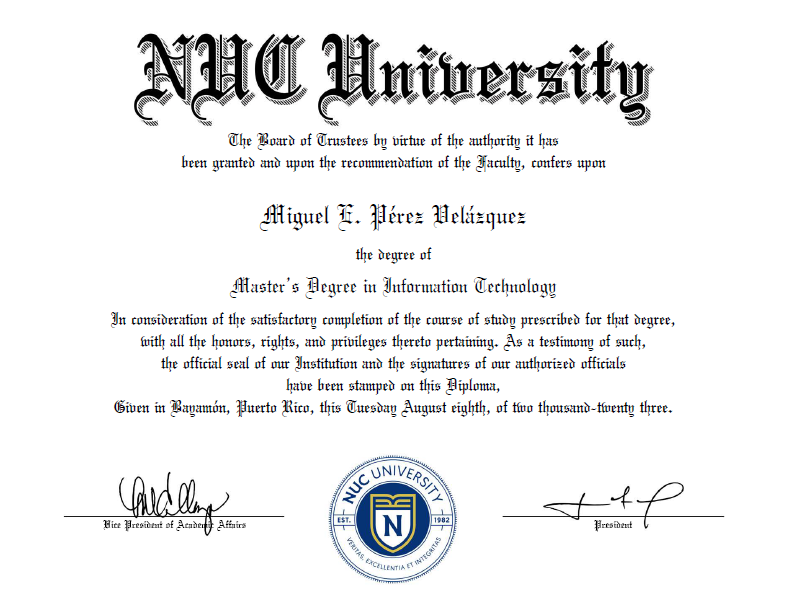 NUC University
The Board of Trustees by virtue of the authority it has
been granted and upon the recommendation of the Faculty, confers upon
Miguel E. Pérez Velázquez
the degree of
Master's Degree in Information Technology
In consideration of the satisfactory completion of the course of study prescribed for that degree,
with all the honors, rights, and privileges thereto pertaining. As a testimony of such,
the official seal of our Institution and the signatures of our authorized officials
have been stamped on this Diploma,
Given in Bayamón, Puerto Rico, this Tuesday August eighth, of two thousand-twenty three.
NUC UNIVERSITY
EST. 1982
N
VERITAS, EXCELLENTIA ET INTEGRITAS
Vice President of Academic Affairs
President